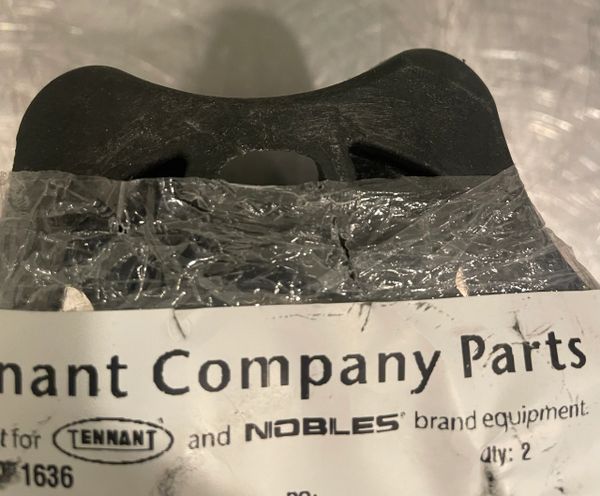 nant Company Parts
t for TENNANT and NOBLES® brand equipment.
qty: 2
1636